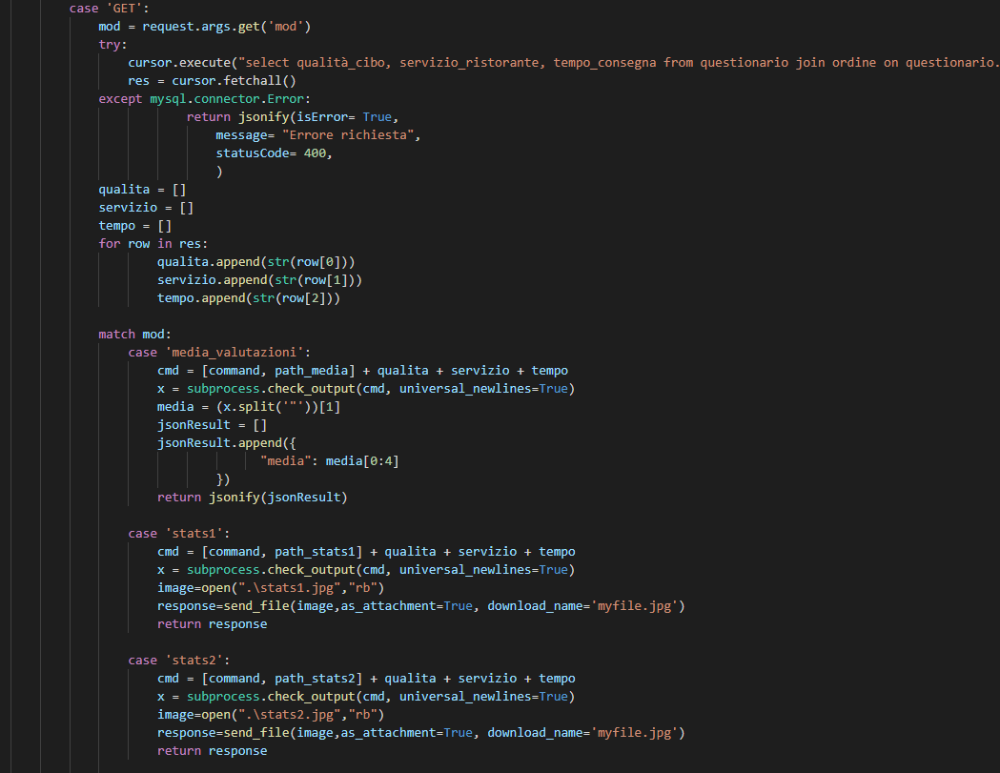 case 'GET':
mod = request.args.get('mod')
try:
cursor.execute("select qualità_cibo, servizio_ristorante, tempo_consegna from questionario join ordine on questionario.
res = cursor.fetchall()
except mysql.connector.Error:
return jsonify(isError= True,
message= "Errore richiesta",
statusCode= 400,
)
qualita = []
servizio = []
tempo = []
for row in res:
qualita.append(str(row[0]))
servizio.append(str(row[1]))
tempo.append(str(row[2]))
match mod:
case 'media_valutazioni':
cmd = [command, path_media] + qualita + servizio + tempo
x = subprocess.check_output(cmd, universal_newlines=True)
media = (x.split('"'))[1]
jsonResult = []
jsonResult.append({
"media": media[0:4]
})
return jsonify(jsonResult)
case 'stats1':
cmd = [command, path_stats1] + qualita + servizio + tempo
x = subprocess.check_output(cmd, universal_newlines=True)
image=open(".\stats1.jpg","rb")
response=send_file(image,as_attachment=True, download_name='myfile.jpg')
return response
case 'stats2':
cmd = [command, path_stats2] + qualita + servizio + tempo
x = subprocess.check_output(cmd, universal_newlines=True)
image=open(".\stats2.jpg","rb")
response=send_file(image,as_attachment=True, download_name='myfile.jpg')
return response